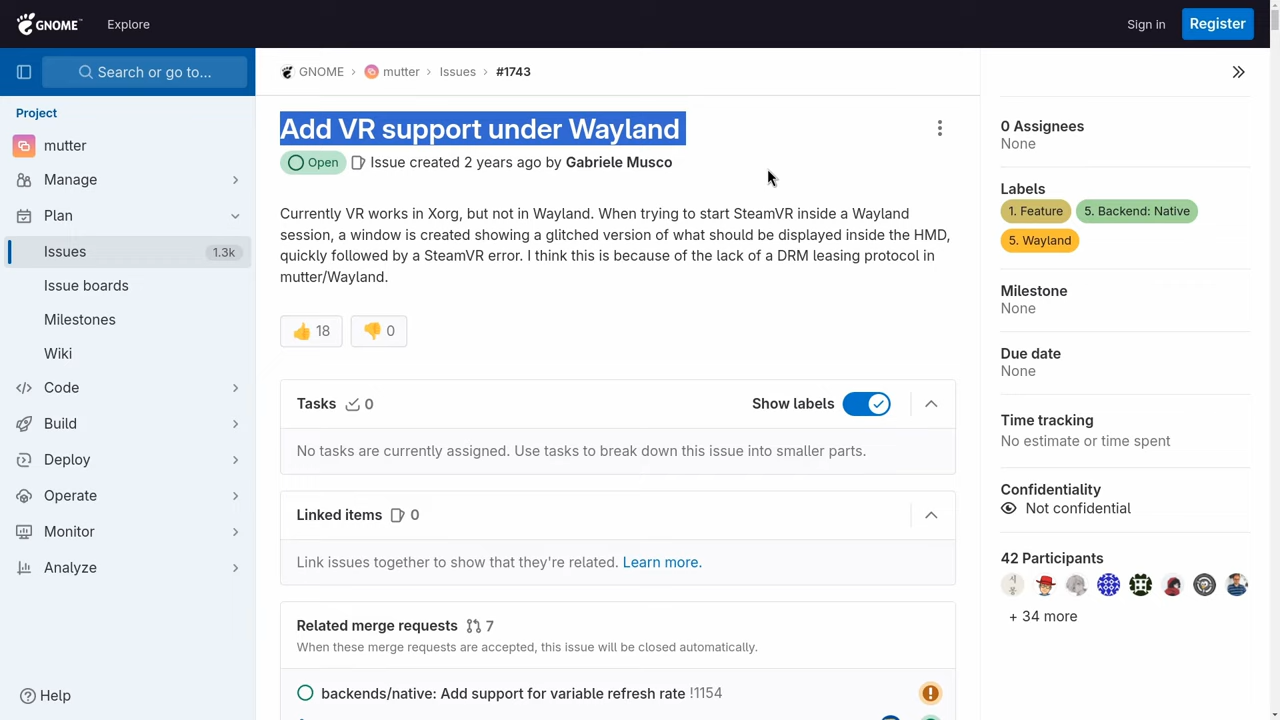 GNOME
Explore
Sign in
Register
Search or go to...
GNOME
mutter
Issues
#1743
Project
mutter
Manage
Plan
Issues
1.3k
Issue boards
Milestones
Wiki
Code
Build
Deploy
Operate
Monitor
Analyze
Help
Add VR support under Wayland
Open
Issue created 2 years ago by Gabriele Musco
Currently VR works in Xorg, but not in Wayland. When trying to start SteamVR inside a Wayland
session, a window is created showing a glitched version of what should be displayed inside the HMD,
quickly followed by a SteamVR error. I think this is because of the lack of a DRM leasing protocol in
mutter/Wayland.
18
0
Tasks 0
Show labels
No tasks are currently assigned. Use tasks to break down this issue into smaller parts.
Linked items 0
Link issues together to show that they're related. Learn more.
Related merge requests 7
When these merge requests are accepted, this issue will be closed automatically.
backends/native: Add support for variable refresh rate !1154
0 Assignees
None
Labels
1. Feature
5. Backend: Native
5. Wayland
Milestone
None
Due date
None
Time tracking
No estimate or time spent
Confidentiality
Not confidential
42 Participants
+ 34 more